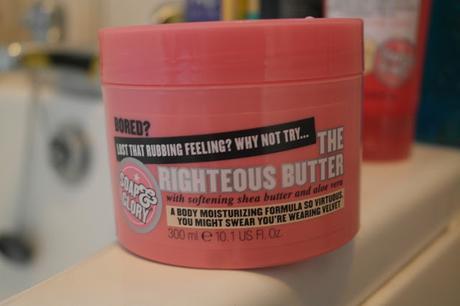 BORED?
LOST THAT RUBBING FEELING? WHY NOT TRY...
THE
RIGHTEOUS BUTTER
with softening shea butter and aloe vera
SOAP &
GLORY
A BODY MOISTURIZING FORMULA SO VIRTUOUS,
YOU MIGHT SWEAR YOU'RE WEARING VELVET
300 ml e 10.1 US Fl. Oz.